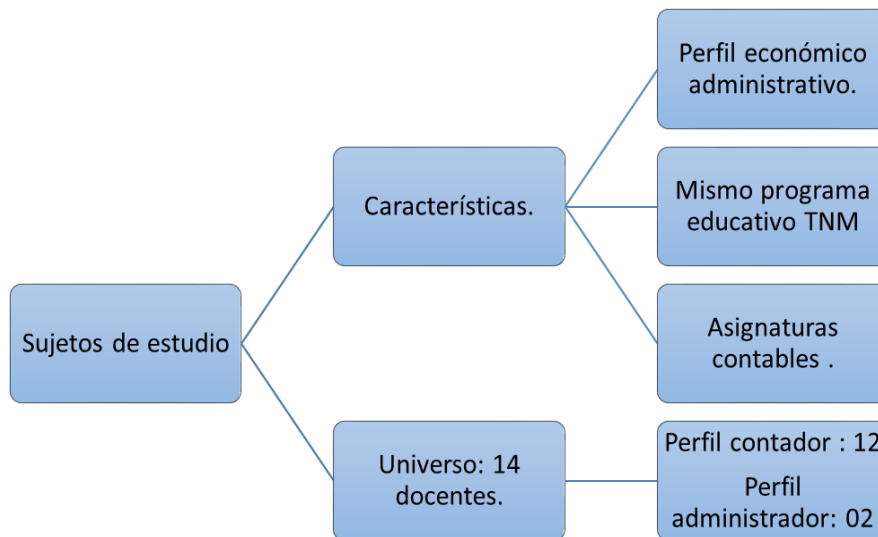 Sujetos de estudio
Características.
Perfil económico
administrativo.
Mismo programa
educativo TNM
Asignaturas
contables .
Universo: 14
docentes.
Perfil contador : 12
Perfil
administrador: 02